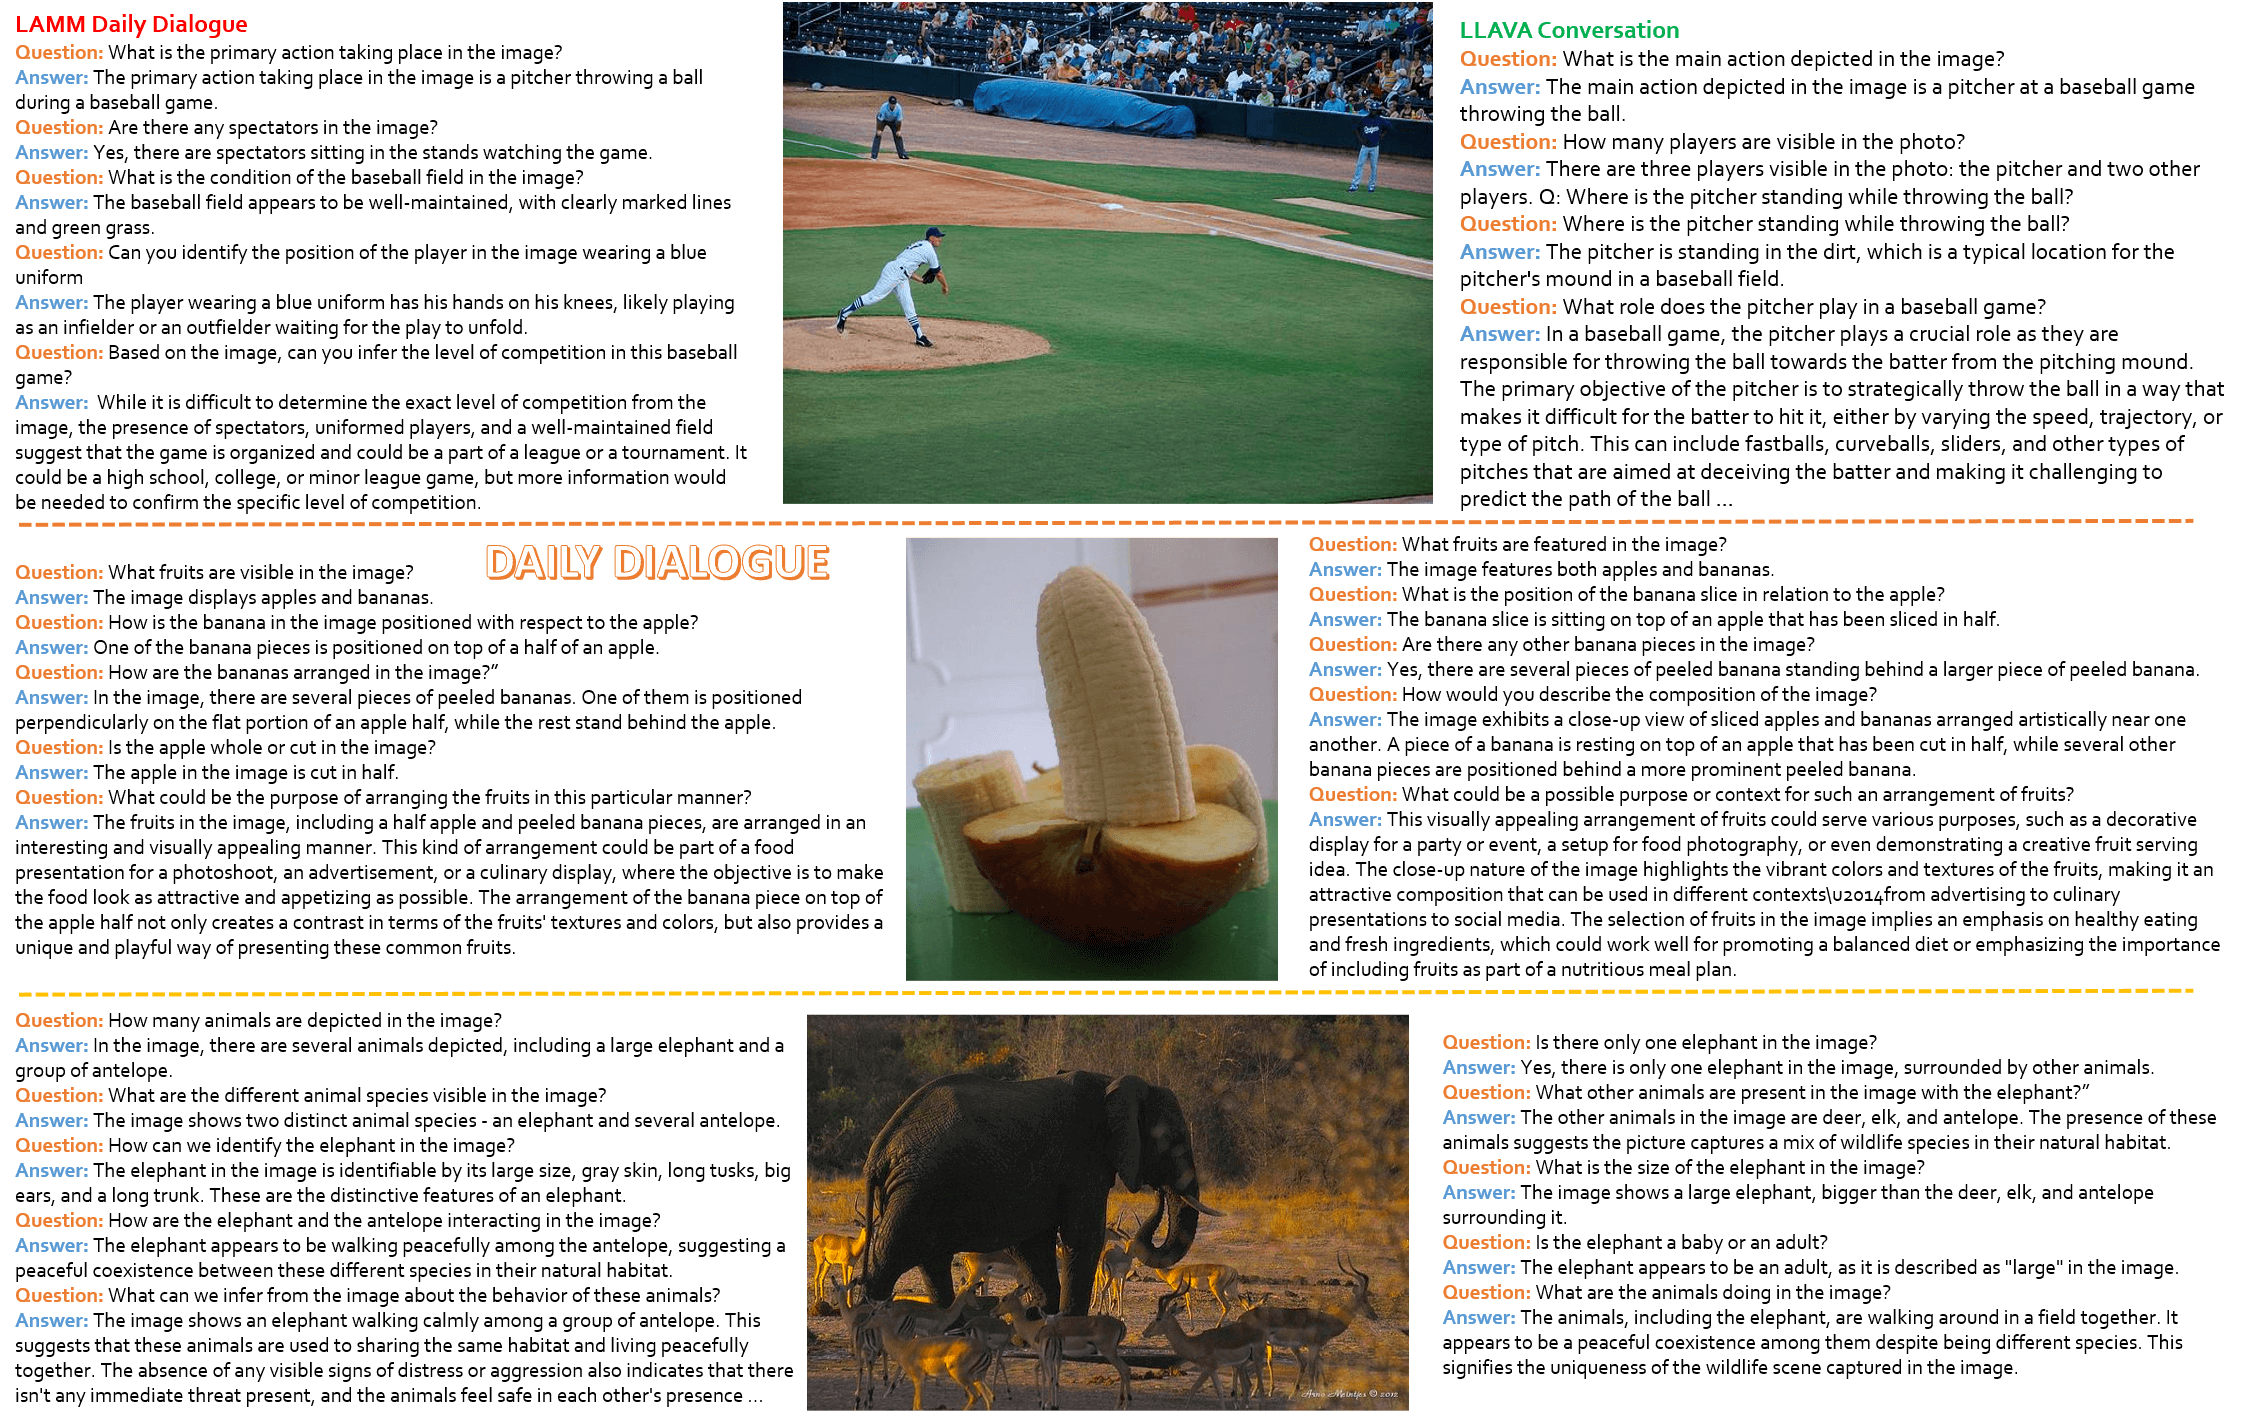 LAMM Daily Dialogue
Question: What is the primary action taking place in the image?
Answer: The primary action taking place in the image is a pitcher throwing a ball
during a baseball game.
Question: Are there any spectators in the image?
Answer: Yes, there are spectators sitting in the stands watching the game.
Question: What is the condition of the baseball field in the image?
Answer: The baseball field appears to be well-maintained, with clearly marked lines
and green grass.
Question: Can you identify the position of the player in the image wearing a blue
uniform
Answer: The player wearing a blue uniform has his hands on his knees, likely playing
as an infielder or an outfielder waiting for the play to unfold.
Question: Based on the image, can you infer the level of competition in this baseball
game?
Answer: While it is difficult to determine the exact level of competition from the
image, the presence of spectators, uniformed players, and a well-maintained field
suggest that the game is organized and could be a part of a league or a tournament. It
could be a high school, college, or minor league game, but more information would
be needed to confirm the specific level of competition.
Dodgers
LLAVA Conversation
Question: What is the main action depicted in the image?
Answer: The main action depicted in the image is a pitcher at a baseball game
throwing the ball.
Question: How many players are visible in the photo?
Answer: There are three players visible in the photo: the pitcher and two other
players. Q: Where is the pitcher standing while throwing the ball?
Question: Where is the pitcher standing while throwing the ball?
Answer: The pitcher is standing in the dirt, which is a typical location for the
pitcher's mound in a baseball field.
Question: What role does the pitcher play in a baseball game?
Answer: In a baseball game, the pitcher plays a crucial role as they are
responsible for throwing the ball towards the batter from the pitching mound.
The primary objective of the pitcher is to strategically throw the ball in a way that
makes it difficult for the batter to hit it, either by varying the speed, trajectory, or
type of pitch. This can include fastballs, curveballs, sliders, and other types of
pitches that are aimed at deceiving the batter and making it challenging to
predict the path of the ball ...
DAILY DIALOGUE
Question: What fruits are visible in the image?
Answer: The image displays apples and bananas.
Question: How is the banana in the image positioned with respect to the apple?
Answer: One of the banana pieces is positioned on top of a half of an apple.
Question: How are the bananas arranged in the image?”
Answer: In the image, there are several pieces of peeled bananas. One of them is positioned
perpendicularly on the flat portion of an apple half, while the rest stand behind the apple.
Question: Is the apple whole or cut in the image?
Answer: The apple in the image is cut in half.
Question: What could be the purpose of arranging the fruits in this particular manner?
Answer: The fruits in the image, including a half apple and peeled banana pieces, are arranged in an
interesting and visually appealing manner. This kind of arrangement could be part of a food
presentation for a photoshoot, an advertisement, or a culinary display, where the objective is to make
the food look as attractive and appetizing as possible. The arrangement of the banana piece on top of
the apple half not only creates a contrast in terms of the fruits' textures and colors, but also provides a
unique and playful way of presenting these common fruits.
Question: What fruits are featured in the image?
Answer: The image features both apples and bananas.
Question: What is the position of the banana slice in relation to the apple?
Answer: The banana slice is sitting on top of an apple that has been sliced in half.
Question: Are there any other banana pieces in the image?
Answer: Yes, there are several pieces of peeled banana standing behind a larger piece of peeled banana.
Question: How would you describe the composition of the image?
Answer: The image exhibits a close-up view of sliced apples and bananas arranged artistically near one
another. A piece of a banana is resting on top of an apple that has been cut in half, while several other
banana pieces are positioned behind a more prominent peeled banana.
Question: What could be a possible purpose or context for such an arrangement of fruits?
Answer: This visually appealing arrangement of fruits could serve various purposes, such as a decorative
display for a party or event, a setup for food photography, or even demonstrating a creative fruit serving
idea. The close-up nature of the image highlights the vibrant colors and textures of the fruits, making it an
attractive composition that can be used in different contexts\u2014from advertising to culinary
presentations to social media. The selection of fruits in the image implies an emphasis on healthy eating
and fresh ingredients, which could work well for promoting a balanced diet or emphasizing the importance
of including fruits as part of a nutritious meal plan.
Question: How many animals are depicted in the image?
Answer: In the image, there are several animals depicted, including a large elephant and a
group of antelope.
Question: What are the different animal species visible in the image?
Answer: The image shows two distinct animal species - an elephant and several antelope.
Question: How can we identify the elephant in the image?
Answer: The elephant in the image is identifiable by its large size, gray skin, long tusks, big
ears, and a long trunk. These are the distinctive features of an elephant.
Question: How are the elephant and the antelope interacting in the image?
Answer: The elephant appears to be walking peacefully among the antelope, suggesting a
peaceful coexistence between these different species in their natural habitat.
Question: What can we infer from the image about the behavior of these animals?
Answer: The image shows an elephant walking calmly among a group of antelope. This
suggests that these animals are used to sharing the same habitat and living peacefully
together. The absence of any visible signs of distress or aggression also indicates that there
isn't any immediate threat present, and the animals feel safe in each other's presence ...
Arno Meintjes © 2012
Question: Is there only one elephant in the image?
Answer: Yes, there is only one elephant in the image, surrounded by other animals.
Question: What other animals are present in the image with the elephant?”
Answer: The other animals in the image are deer, elk, and antelope. The presence of these
animals suggests the picture captures a mix of wildlife species in their natural habitat.
Question: What is the size of the elephant in the image?
Answer: The image shows a large elephant, bigger than the deer, elk, and antelope
surrounding it.
Question: Is the elephant a baby or an adult?
Answer: The elephant appears to be an adult, as it is described as "large" in the image.
Question: What are the animals doing in the image?
Answer: The animals, including the elephant, are walking around in a field together. It
appears to be a peaceful coexistence among them despite being different species. This
signifies the uniqueness of the wildlife scene captured in the image.